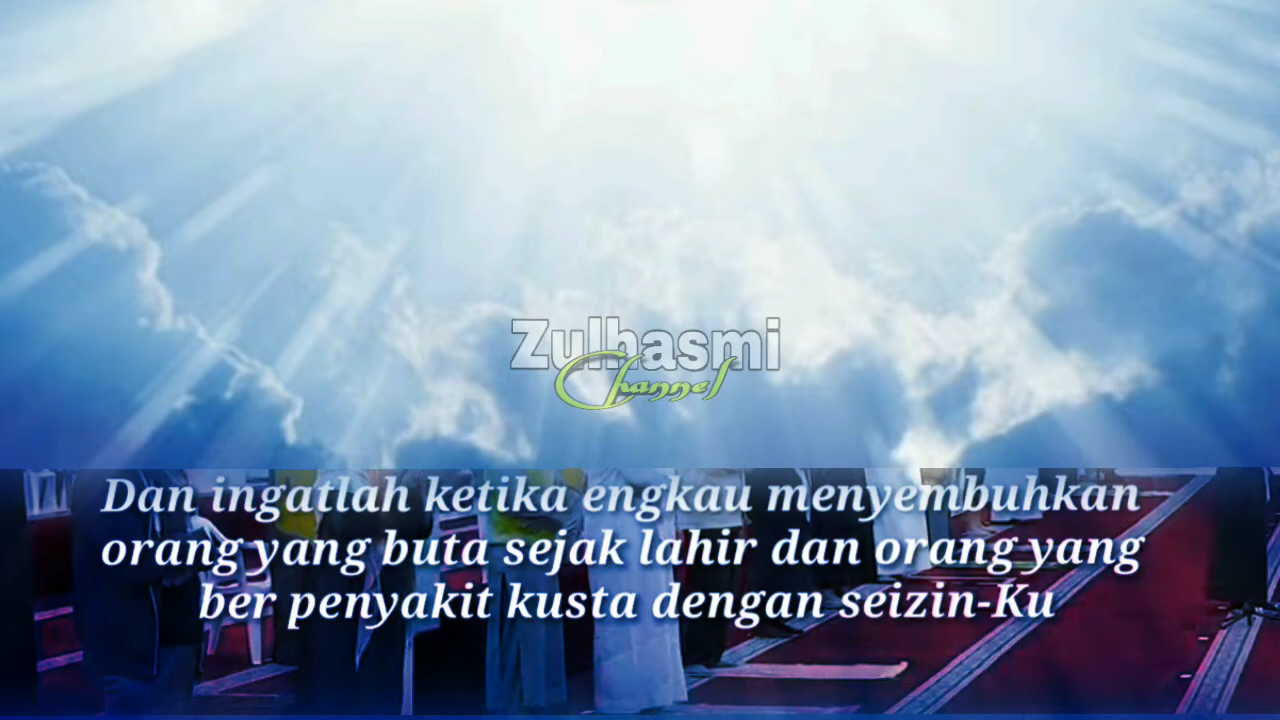 Zulhasmi
Channel
Dan ingatlah ketika engkau menyembuhkan
orang yang buta sejak lahir dan orang yang
ber penyakit kusta dengan seizin-Ku